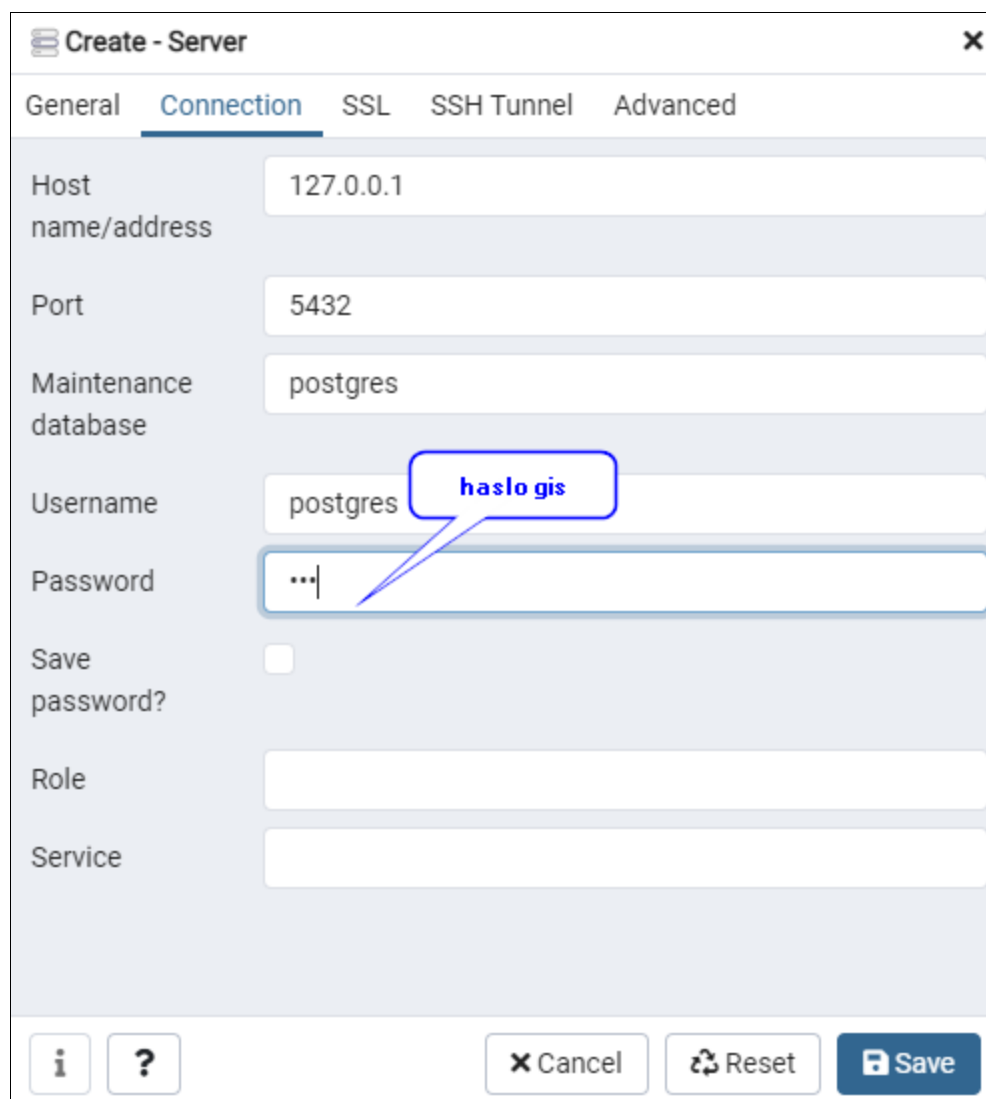 Create - Server
General Connection SSL SSH Tunnel Advanced
Host name/address
127.0.0.1
Port
5432
Maintenance database
postgres
Username
postgres
haslo gis
Password
•••
Save password?
Role
Service
i ? Cancel Reset Save